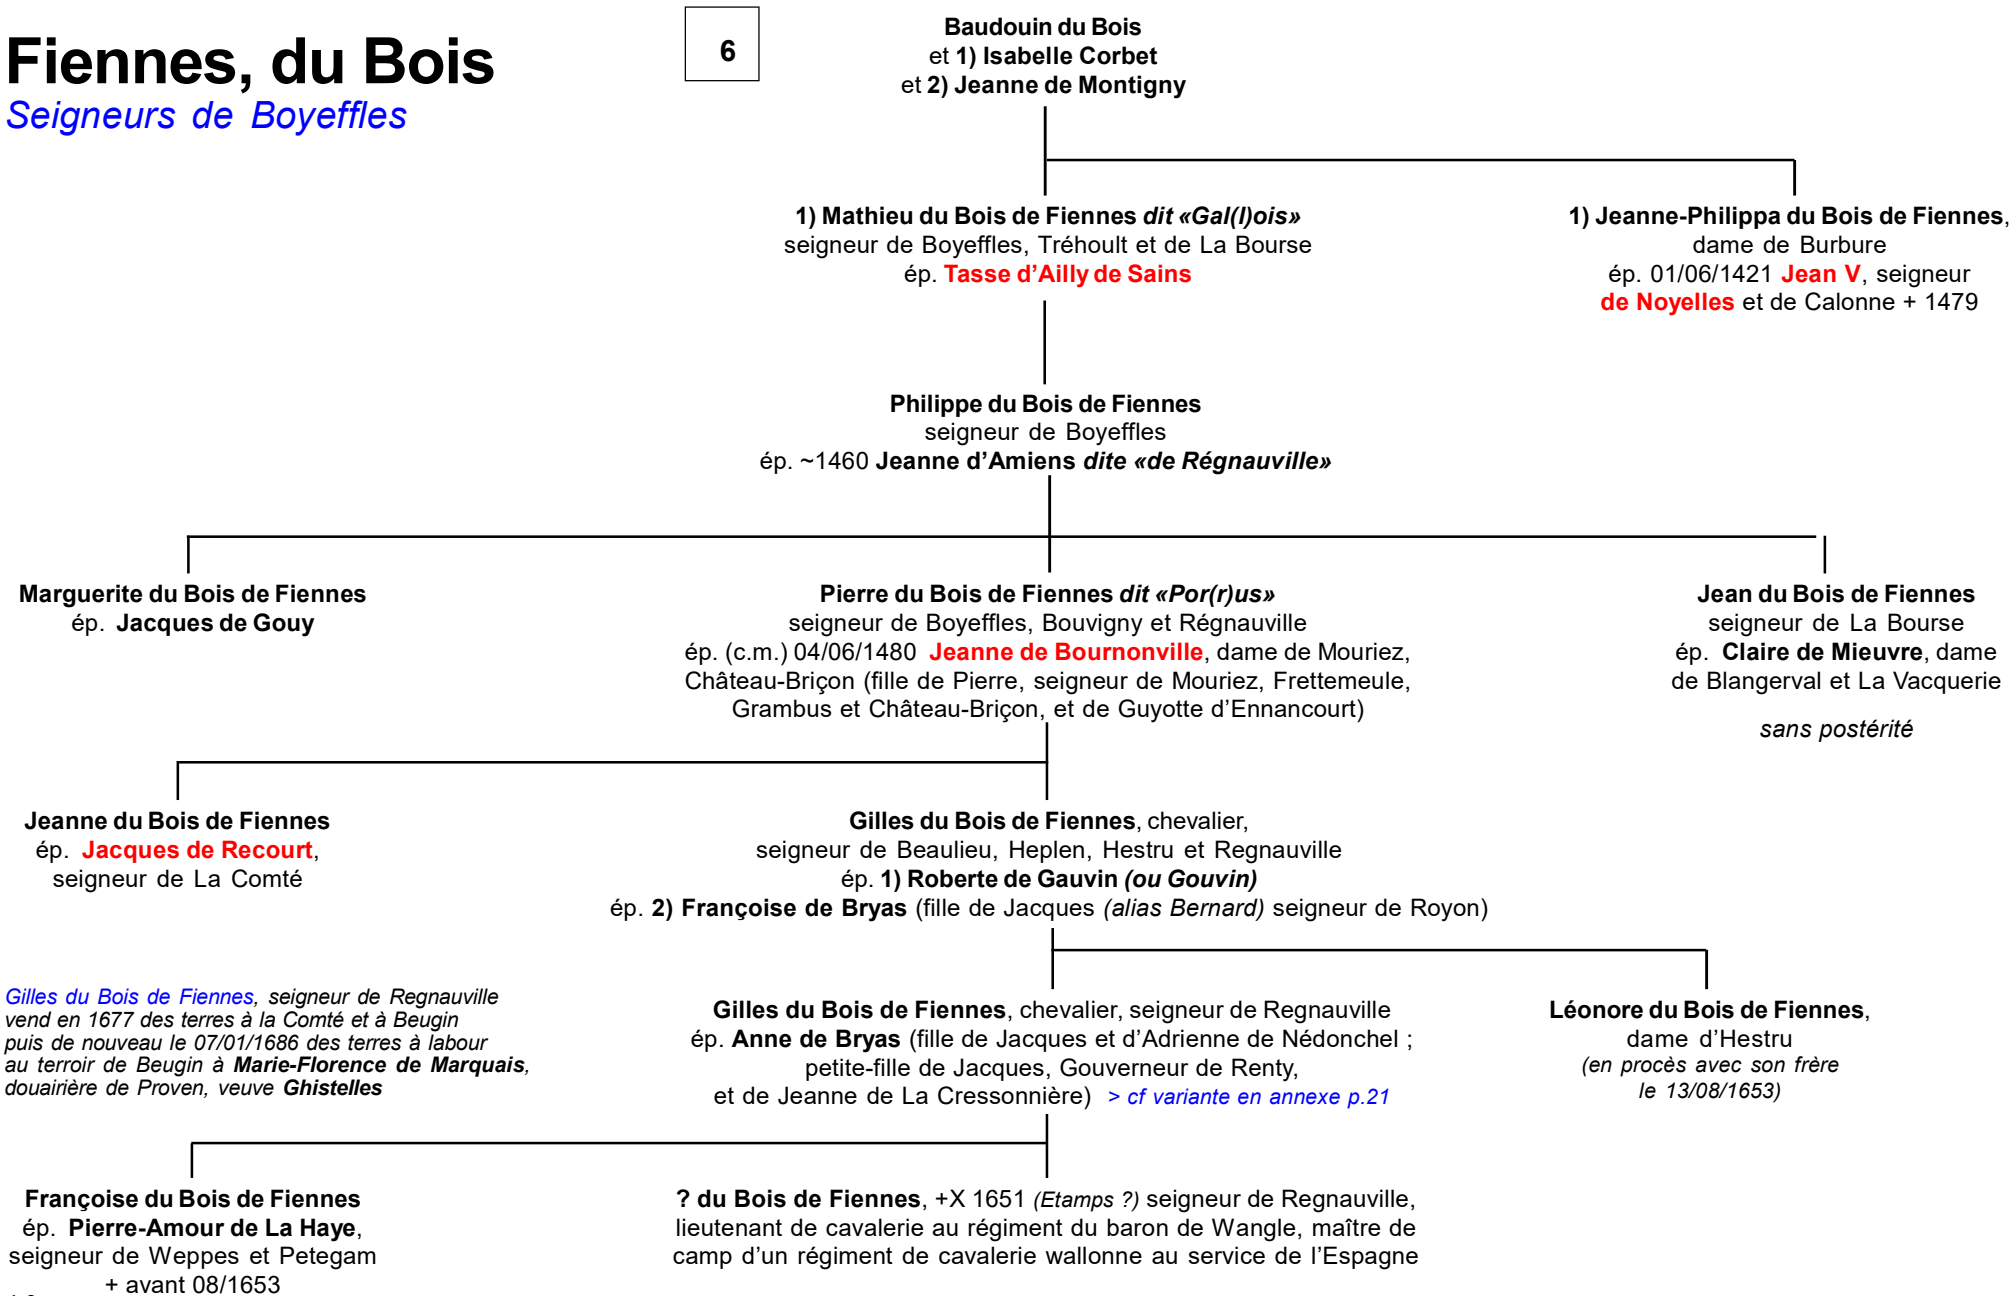 Fiennes, du Bois
Seigneurs de Boyeffles
6
Baudouin du Bois
et 1) Isabelle Corbet
et 2) Jeanne de Montigny
1) Mathieu du Bois de Fiennes dit «Gal(l)ois»
seigneur de Boyeffles, Tréhoult et de La Bourse
ép. Tasse d'Ailly de Sains
1) Jeanne-Philippa du Bois de Fiennes,
dame de Burbure
ép. 01/06/1421 Jean V, seigneur
de Noyelles et de Calonne + 1479
Philippe du Bois de Fiennes
seigneur de Boyeffles
ép. ~1460 Jeanne d'Amiens dite «de Régnauville»
Marguerite du Bois de Fiennes
ép. Jacques de Gouy
Pierre du Bois de Fiennes dit «Por(r)us»
seigneur de Boyeffles, Bouvigny et Régnauville
ép. (c.m.) 04/06/1480 Jeanne de Bournonville, dame de Mouriez,
Château-Briçon (fille de Pierre, seigneur de Mouriez, Frettemeule,
Grambus et Château-Briçon, et de Guyotte d'Ennancourt)
Jean du Bois de Fiennes
seigneur de La Bourse
ép. Claire de Mieuvre, dame
de Blangerval et La Vacquerie
sans postérité
Jeanne du Bois de Fiennes
ép. Jacques de Recourt,
seigneur de La Comté
Gilles du Bois de Fiennes, chevalier,
seigneur de Beaulieu, Heplen, Hestru et Regnauville
ép. 1) Roberte de Gauvin (ou Gouvin)
ép. 2) Françoise de Bryas (fille de Jacques (alias Bernard) seigneur de Royon)
Gilles du Bois de Fiennes, seigneur de Regnauville
vend en 1677 des terres à la Comté et à Beugin
puis de nouveau le 07/01/1686 des terres à labour
au terroir de Beugin à Marie-Florence de Marquais,
douairière de Proven, veuve Ghistelles
Gilles du Bois de Fiennes, chevalier, seigneur de Regnauville
ép. Anne de Bryas (fille de Jacques et d'Adrienne de Nédonchel ;
petite-fille de Jacques, Gouverneur de Renty,
et de Jeanne de La Cressonnière) > cf variante en annexe p.21
Léonore du Bois de Fiennes,
dame d'Hestru
(en procès avec son frère
le 13/08/1653)
Françoise du Bois de Fiennes
ép. Pierre-Amour de La Haye,
seigneur de Weppes et Petegam
+ avant 08/1653
? du Bois de Fiennes, +X 1651 (Etamps ?) seigneur de Regnauville,
lieutenant de cavalerie au régiment du baron de Wangle, maître de
camp d'un régiment de cavalerie wallonne au service de l'Espagne